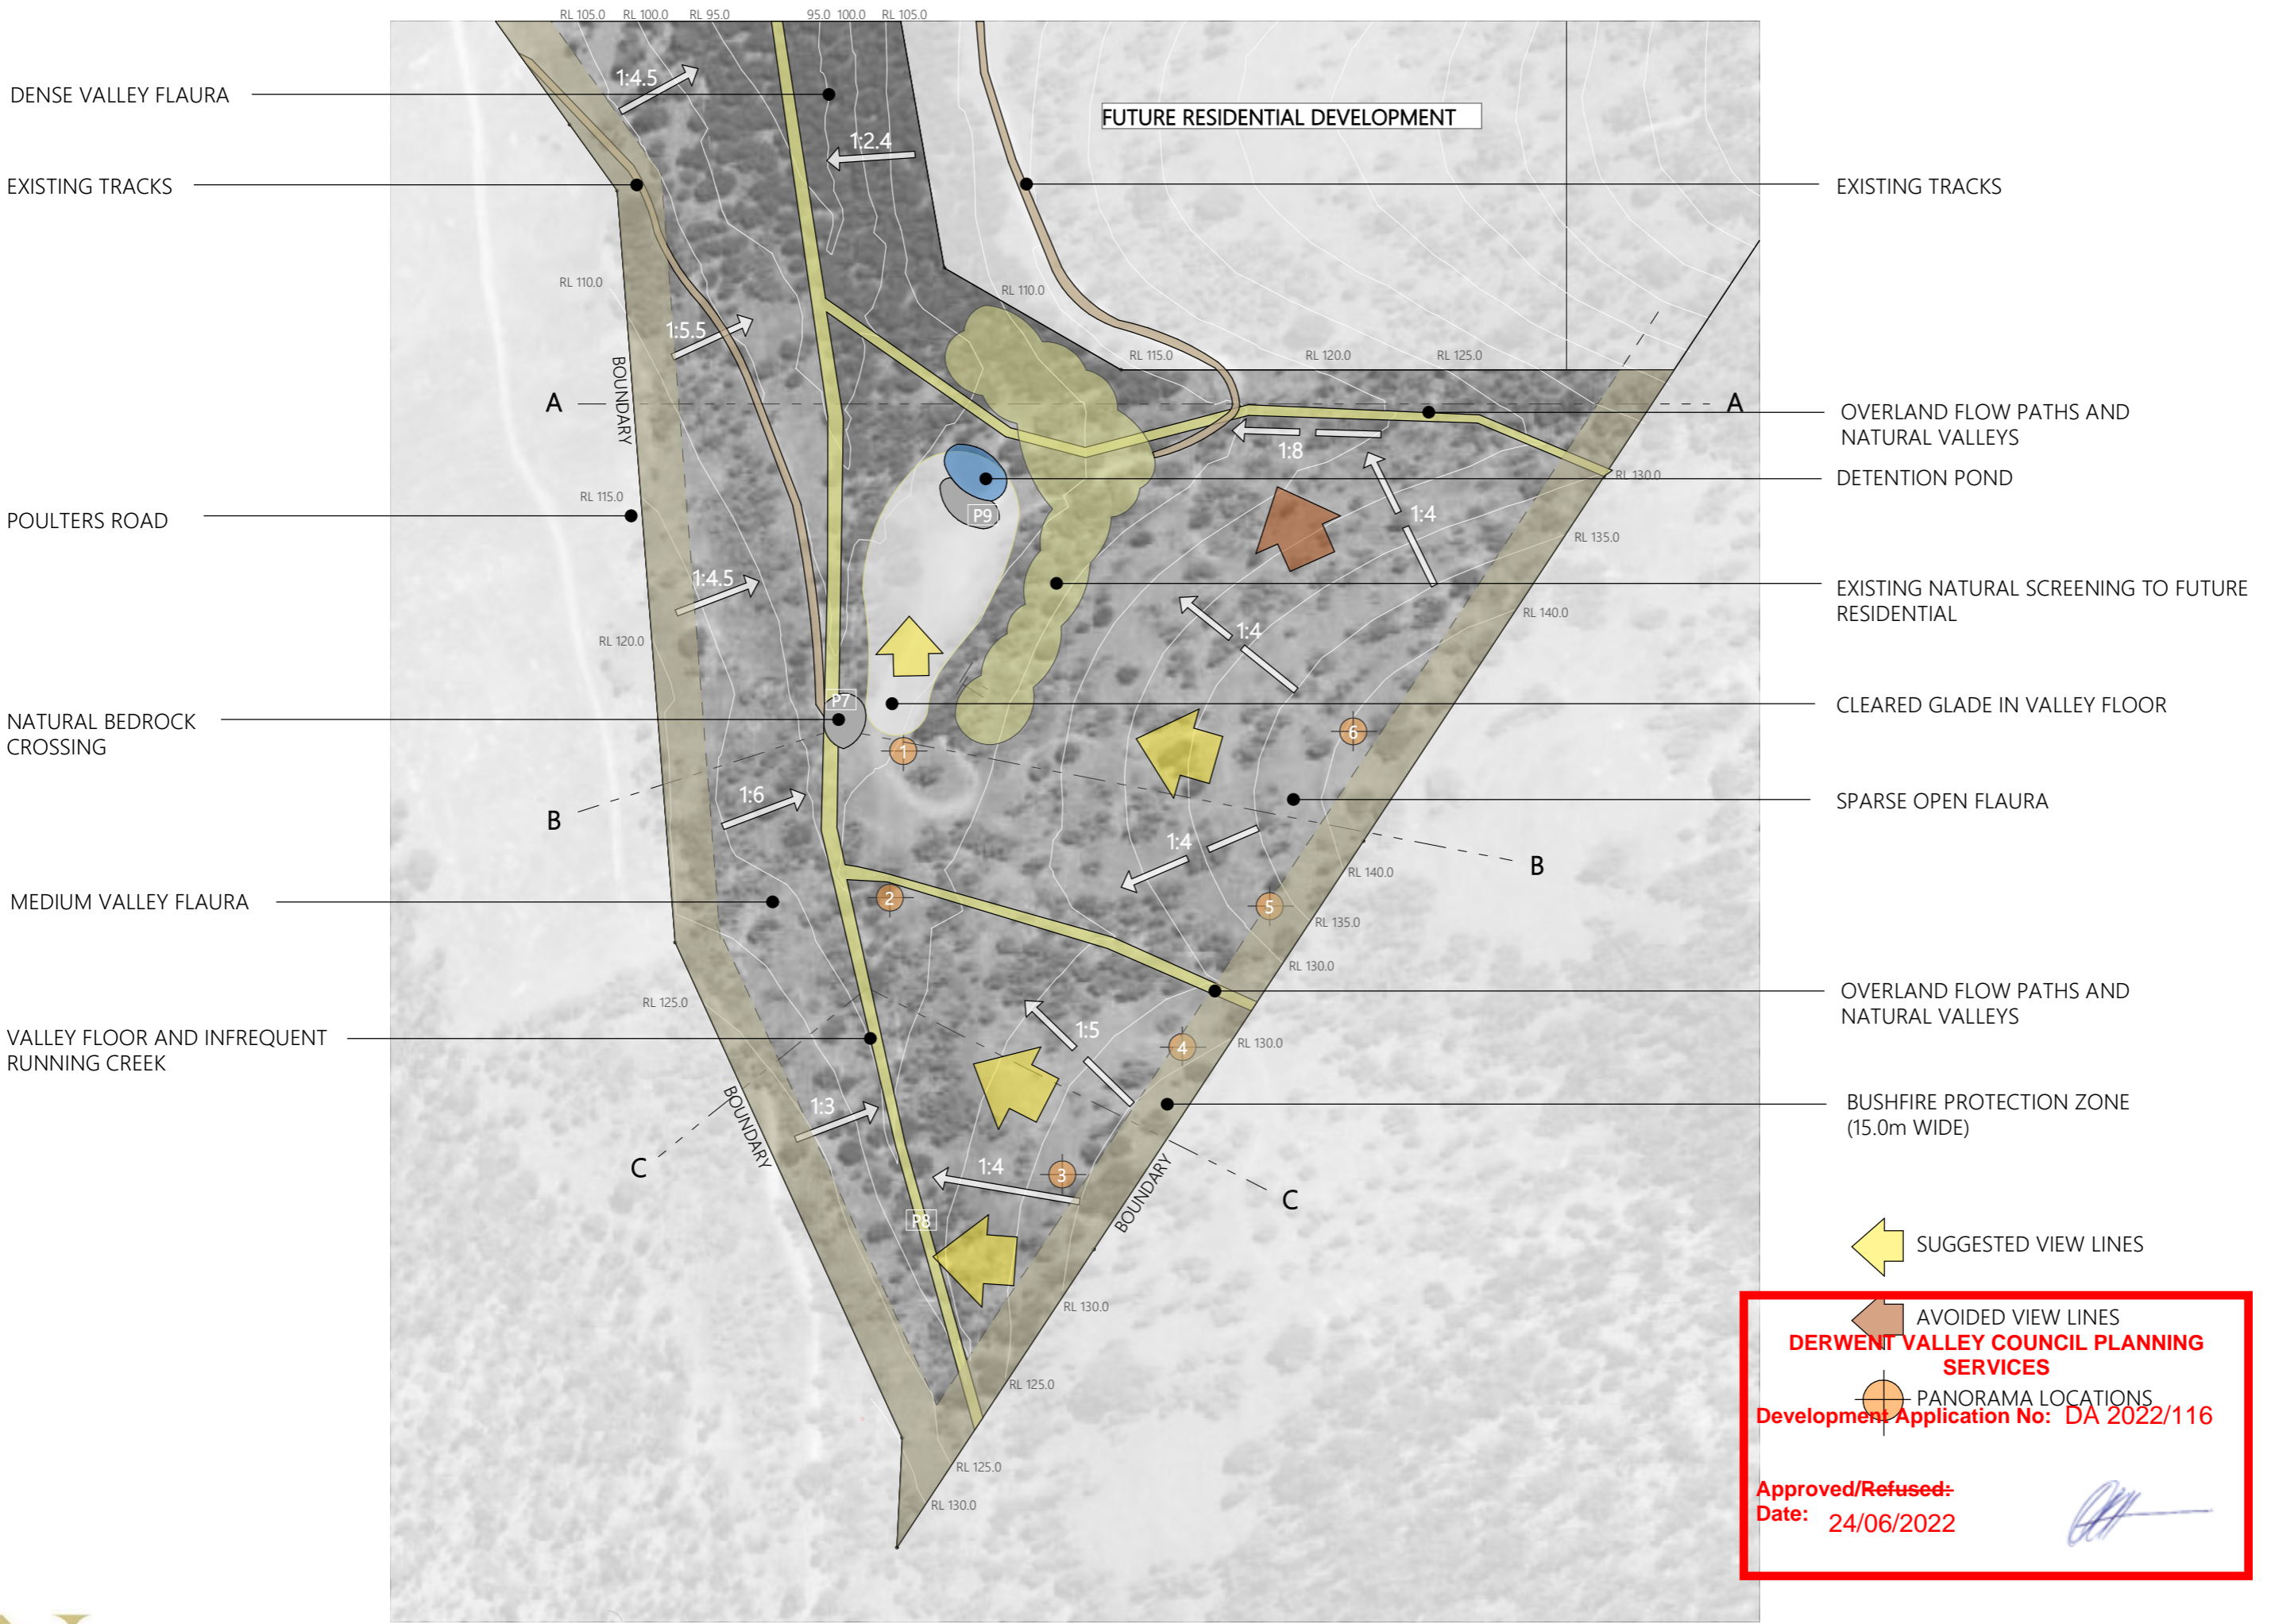 RL 105.0 RL 100.0 RL 95.0 95.0 100.0 RL 105.0
DENSE VALLEY FLAURA
1:4.5
FUTURE RESIDENTIAL DEVELOPMENT
1:2.4
EXISTING TRACKS
EXISTING TRACKS
RL 110.0
RL 110.0
1:5.5
RL 115.0
RL 120.0
RL 125.0
BOUNDARY
A
A
OVERLAND FLOW PATHS AND
NATURAL VALLEYS
1:8
RL 130.0
DETENTION POND
RL 115.0
P9
1:4
POULTERS ROAD
RL 135.0
1:4.5
EXISTING NATURAL SCREENING TO FUTURE
RESIDENTIAL
RL 140.0
RL 120.0
1:4
P7
CLEARED GLADE IN VALLEY FLOOR
NATURAL BEDROCK
CROSSING
1
6
1:6
SPARSE OPEN FLAURA
B
1:4
B
RL 140.0
MEDIUM VALLEY FLAURA
2
5
RL 135.0
RL 130.0
RL 125.0
OVERLAND FLOW PATHS AND
NATURAL VALLEYS
VALLEY FLOOR AND INFREQUENT
RUNNING CREEK
1:5
4
RL 130.0
BOUNDARY
1:3
BUSHFIRE PROTECTION ZONE
(15.0m WIDE)
C
1:4
3
BOUNDARY
C
P8
SUGGESTED VIEW LINES
RL 130.0
AVOIDED VIEW LINES
DERWENT VALLEY COUNCIL PLANNING
SERVICES
RL 125.0
PANORAMA LOCATIONS
Development Application No: DA 2022/116
RL 125.0
RL 130.0
Approved/Refused:
Date: 24/06/2022